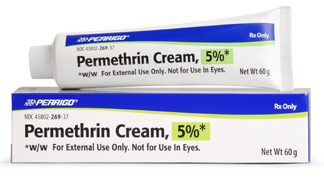 PERRIGO
NDC 45802-269-37
Rx Only
Permethrin Cream, 5%*
*w/w For External Use Only. Not for Use In Eyes.
Net Wt 60 g
PERRIGO
Rx Only
NDC 45802-269-37
Permethrin Cream, 5%*
*w/w For External Use Only. Not for Use In Eyes.
Net Wt 60 g